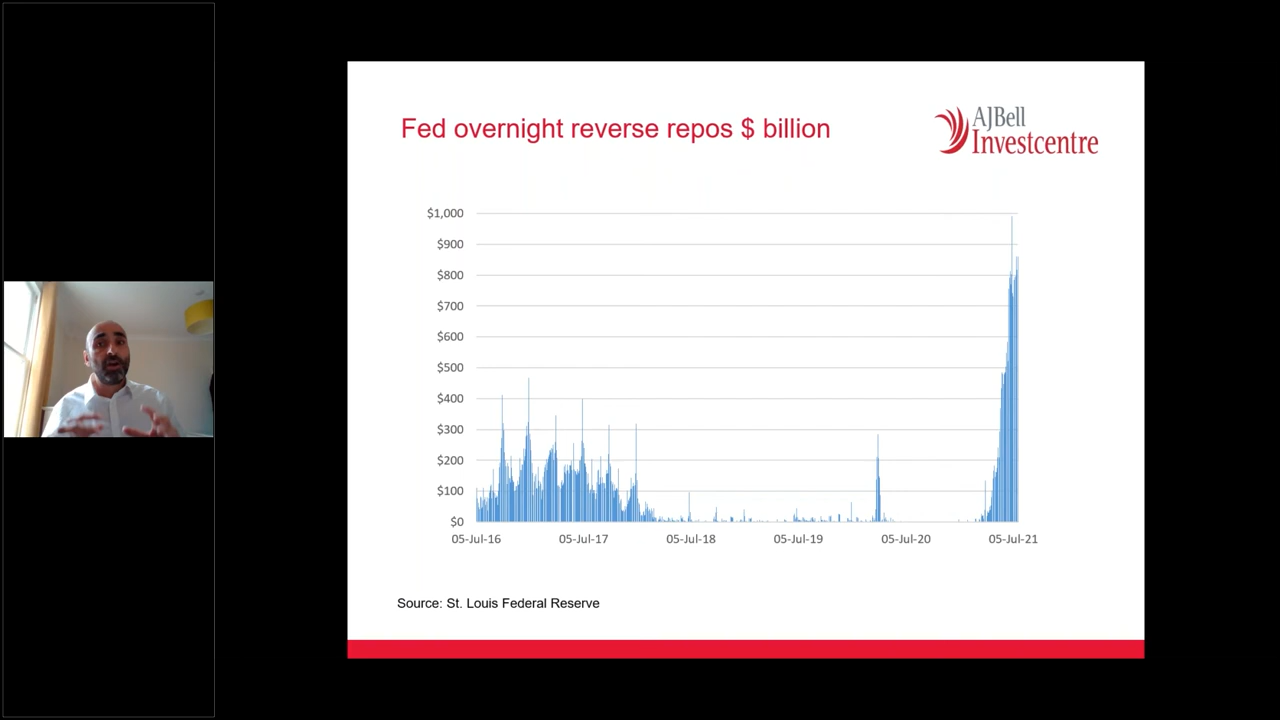 Fed overnight reverse repos $ billion
AJBell
Investcentre
$1,000
$900
$800
$700
$600
$500
$400
$300
$200
$100
$0
05-Jul-16
05-Jul-17
05-Jul-18
05-Jul-19
05-Jul-20
05-Jul-21
Source: St. Louis Federal Reserve